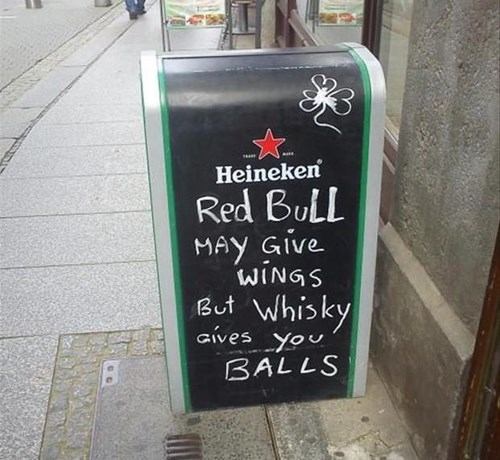 Heineken
Red Bull
MAY Give
WINGS
But Whisky
Gives You
BALLS